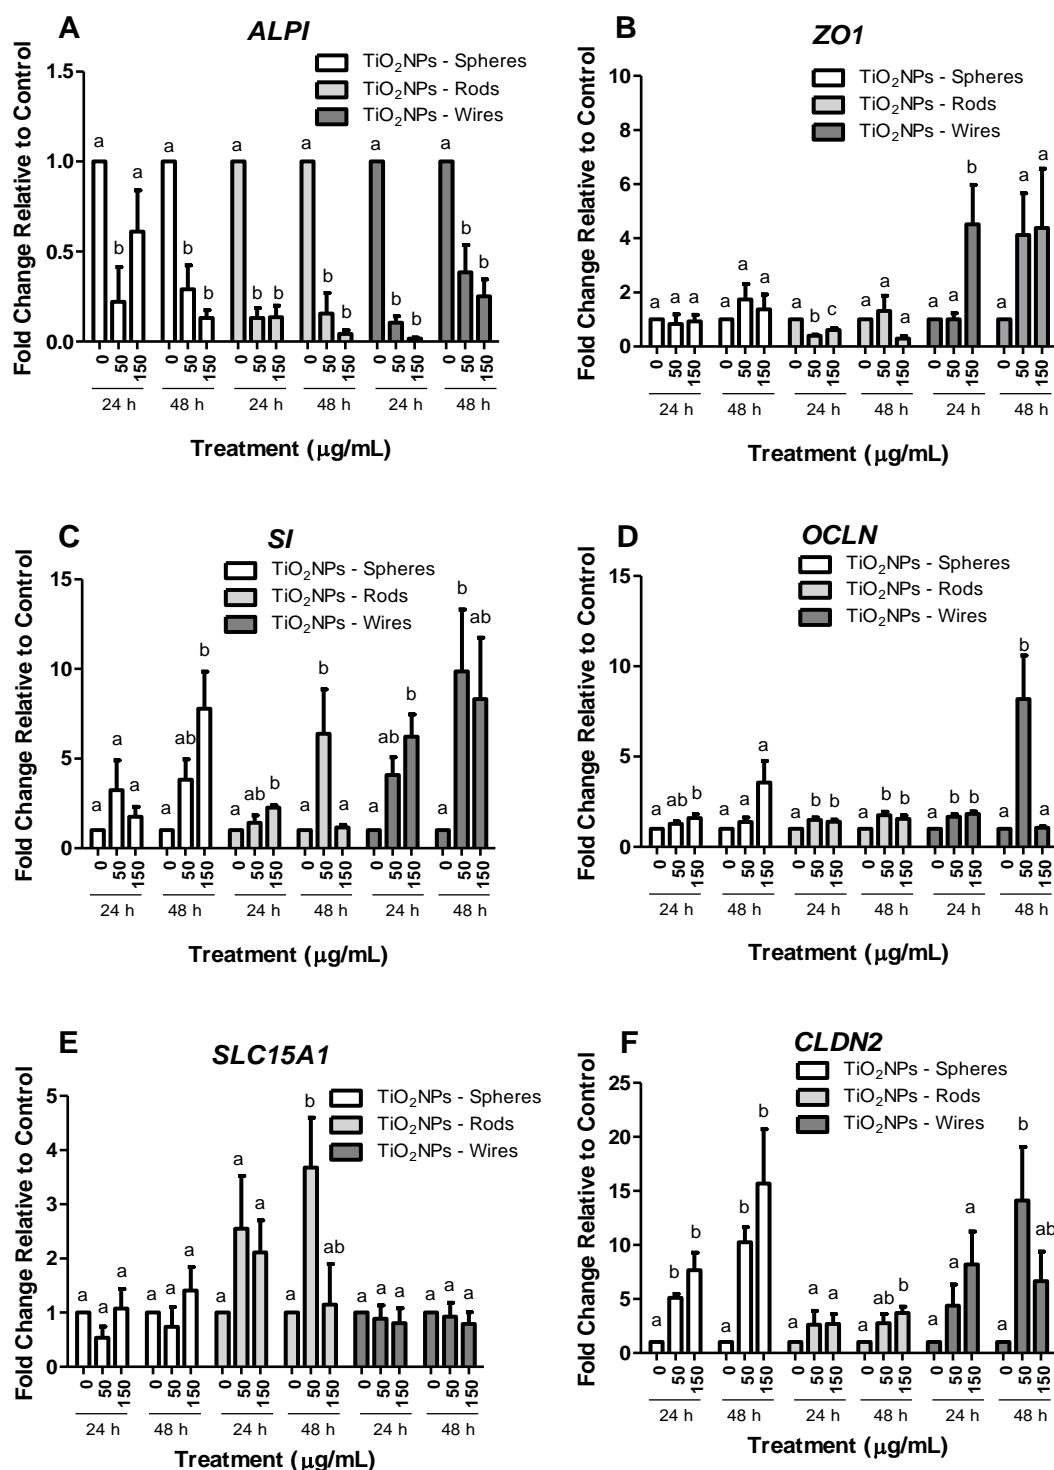 A
ALPI
TiO2NPs - Spheres
TiO2NPs - Rods
TiO2NPs - Wires
Fold Change Relative to Control
1.5
1.0
0.5
0.0
a b a a b b a b b a b b a b b a b b
0 50 150 0 50 150 0 50 150 0 50 150 0 50 150 0 50 150
24 h 48 h 24 h 48 h 24 h 48 h
Treatment (µg/mL)
B
ZO1
TiO2NPs - Spheres
TiO2NPs - Rods
TiO2NPs - Wires
Fold Change Relative to Control
10
8
6
4
2
0
a a a a a a a b c a a a a a b a a a
0 50 150 0 50 150 0 50 150 0 50 150 0 50 150 0 50 150
24 h 48 h 24 h 48 h 24 h 48 h
Treatment (µg/mL)
C
SI
TiO2NPs - Spheres
TiO2NPs - Rods
TiO2NPs - Wires
Fold Change Relative to Control
15
10
5
0
a a a a ab b a ab b a b a a ab b a b ab
0 50 150 0 50 150 0 50 150 0 50 150 0 50 150 0 50 150
24 h 48 h 24 h 48 h 24 h 48 h
Treatment (µg/mL)
D
OCLN
TiO2NPs - Spheres
TiO2NPs - Rods
TiO2NPs - Wires
Fold Change Relative to Control
15
10
5
0
a ab b a a a a b b a b b a b b a b a
0 50 150 0 50 150 0 50 150 0 50 150 0 50 150 0 50 150
24 h 48 h 24 h 48 h 24 h 48 h
Treatment (µg/mL)
E
SLC15A1
TiO2NPs - Spheres
TiO2NPs - Rods
TiO2NPs - Wires
Fold Change Relative to Control
5
4
3
2
1
0
a a a a a a a a a a b ab a a a a a a
0 50 150 0 50 150 0 50 150 0 50 150 0 50 150 0 50 150
24 h 48 h 24 h 48 h 24 h 48 h
Treatment (µg/mL)
F
CLDN2
TiO2NPs - Spheres
TiO2NPs - Rods
TiO2NPs - Wires
Fold Change Relative to Control
25
20
15
10
5
0
a b b a b b a a a a ab b a a a a b ab
0 50 150 0 50 150 0 50 150 0 50 150 0 50 150 0 50 150
24 h 48 h 24 h 48 h 24 h 48 h
Treatment (µg/mL)